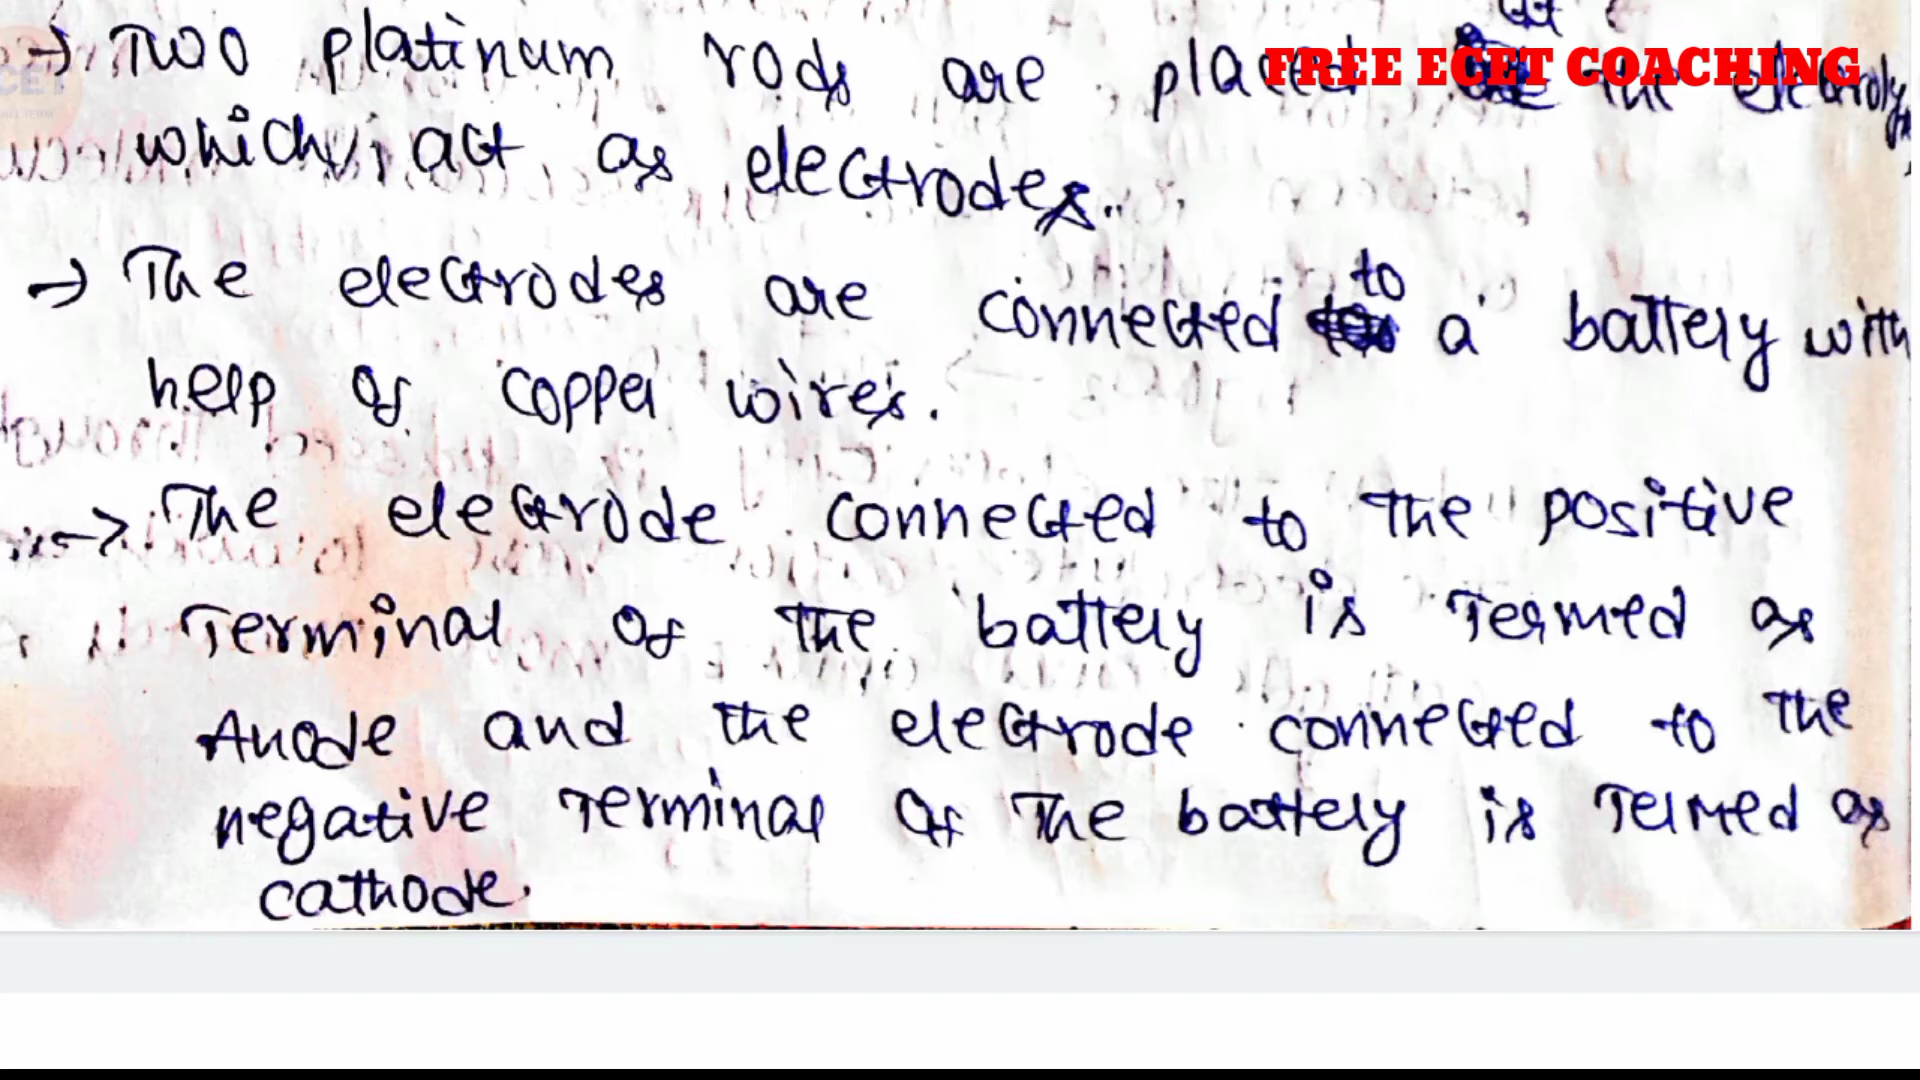 → Two platinum rods are placed at the
FREE ECET COACHING
which act as electrodes.
→ The electrodes are connected to a battery with
help of copper wires.
→ The electrode connected to the positive
Terminal of the battery is Termed as
Anode and the electrode connected to the
negative Terminal of The battery is Termed as
cathode.